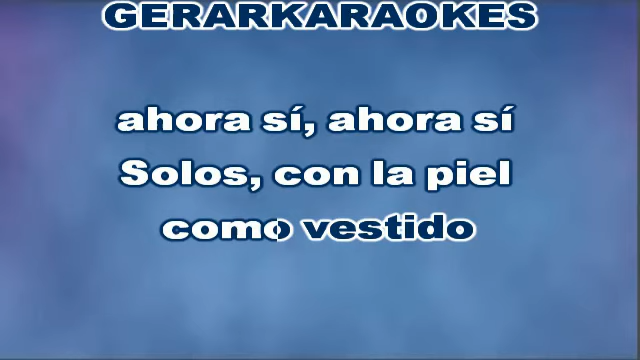 GERARKARAOKES
ahora sí, ahora sí
Solos, con la piel
como vestido